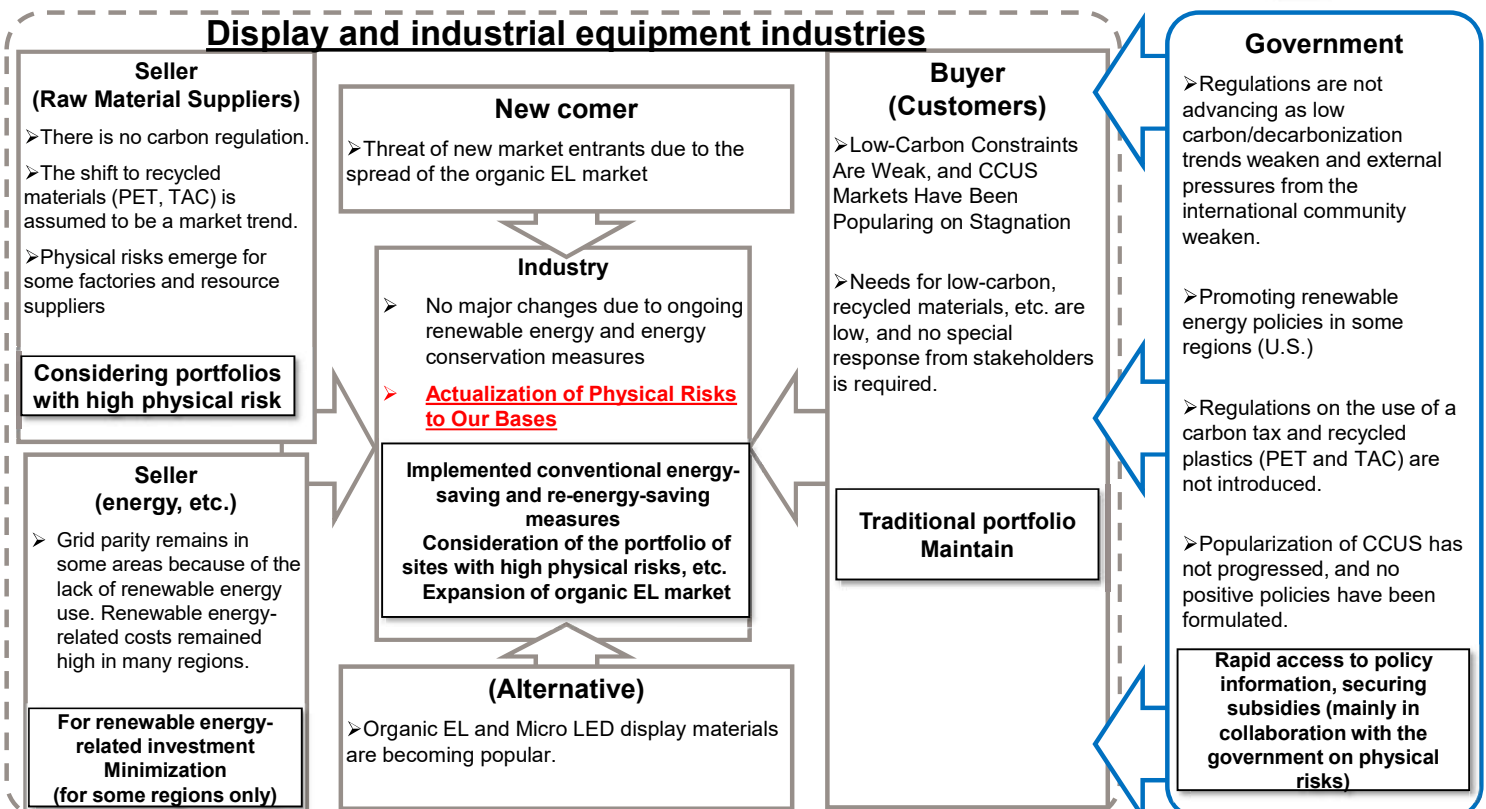 Display and industrial equipment industries
Seller
(Raw Material Suppliers)
➢There is no carbon regulation.
➢The shift to recycled
materials (PET, TAC) is
assumed to be a market trend.
➢Physical risks emerge for
some factories and resource
suppliers
Considering portfolios
with high physical risk
Seller
(energy, etc.)
➢ Grid parity remains in
some areas because of the
lack of renewable energy
use. Renewable energy-
related costs remained
high in many regions.
For renewable energy-
related investment
Minimization
(for some regions only)
New comer
➢Threat of new market entrants due to the
spread of the organic EL market
Industry
➢ No major changes due to ongoing
renewable energy and energy
conservation measures
➢ Actualization of Physical Risks
to Our Bases
Implemented conventional energy-
saving and re-energy-saving
measures
Consideration of the portfolio of
sites with high physical risks, etc.
Expansion of organic EL market
(Alternative)
➢Organic EL and Micro LED display materials
are becoming popular.
Buyer
(Customers)
➢Low-Carbon Constraints
Are Weak, and CCUS
Markets Have Been
Popularing on Stagnation
➢Needs for low-carbon,
recycled materials, etc. are
low, and no special
response from stakeholders
is required.
Traditional portfolio
Maintain
Government
➢Regulations are not
advancing as low
carbon/decarbonization
trends weaken and external
pressures from the
international community
weaken.
➢Promoting renewable
energy policies in some
regions (U.S.)
➢Regulations on the use of a
carbon tax and recycled
plastics (PET and TAC) are
not introduced.
➢Popularization of CCUS has
not progressed, and no
positive policies have been
formulated.
Rapid access to policy
information, securing
subsidies (mainly in
collaboration with the
government on physical
risks)